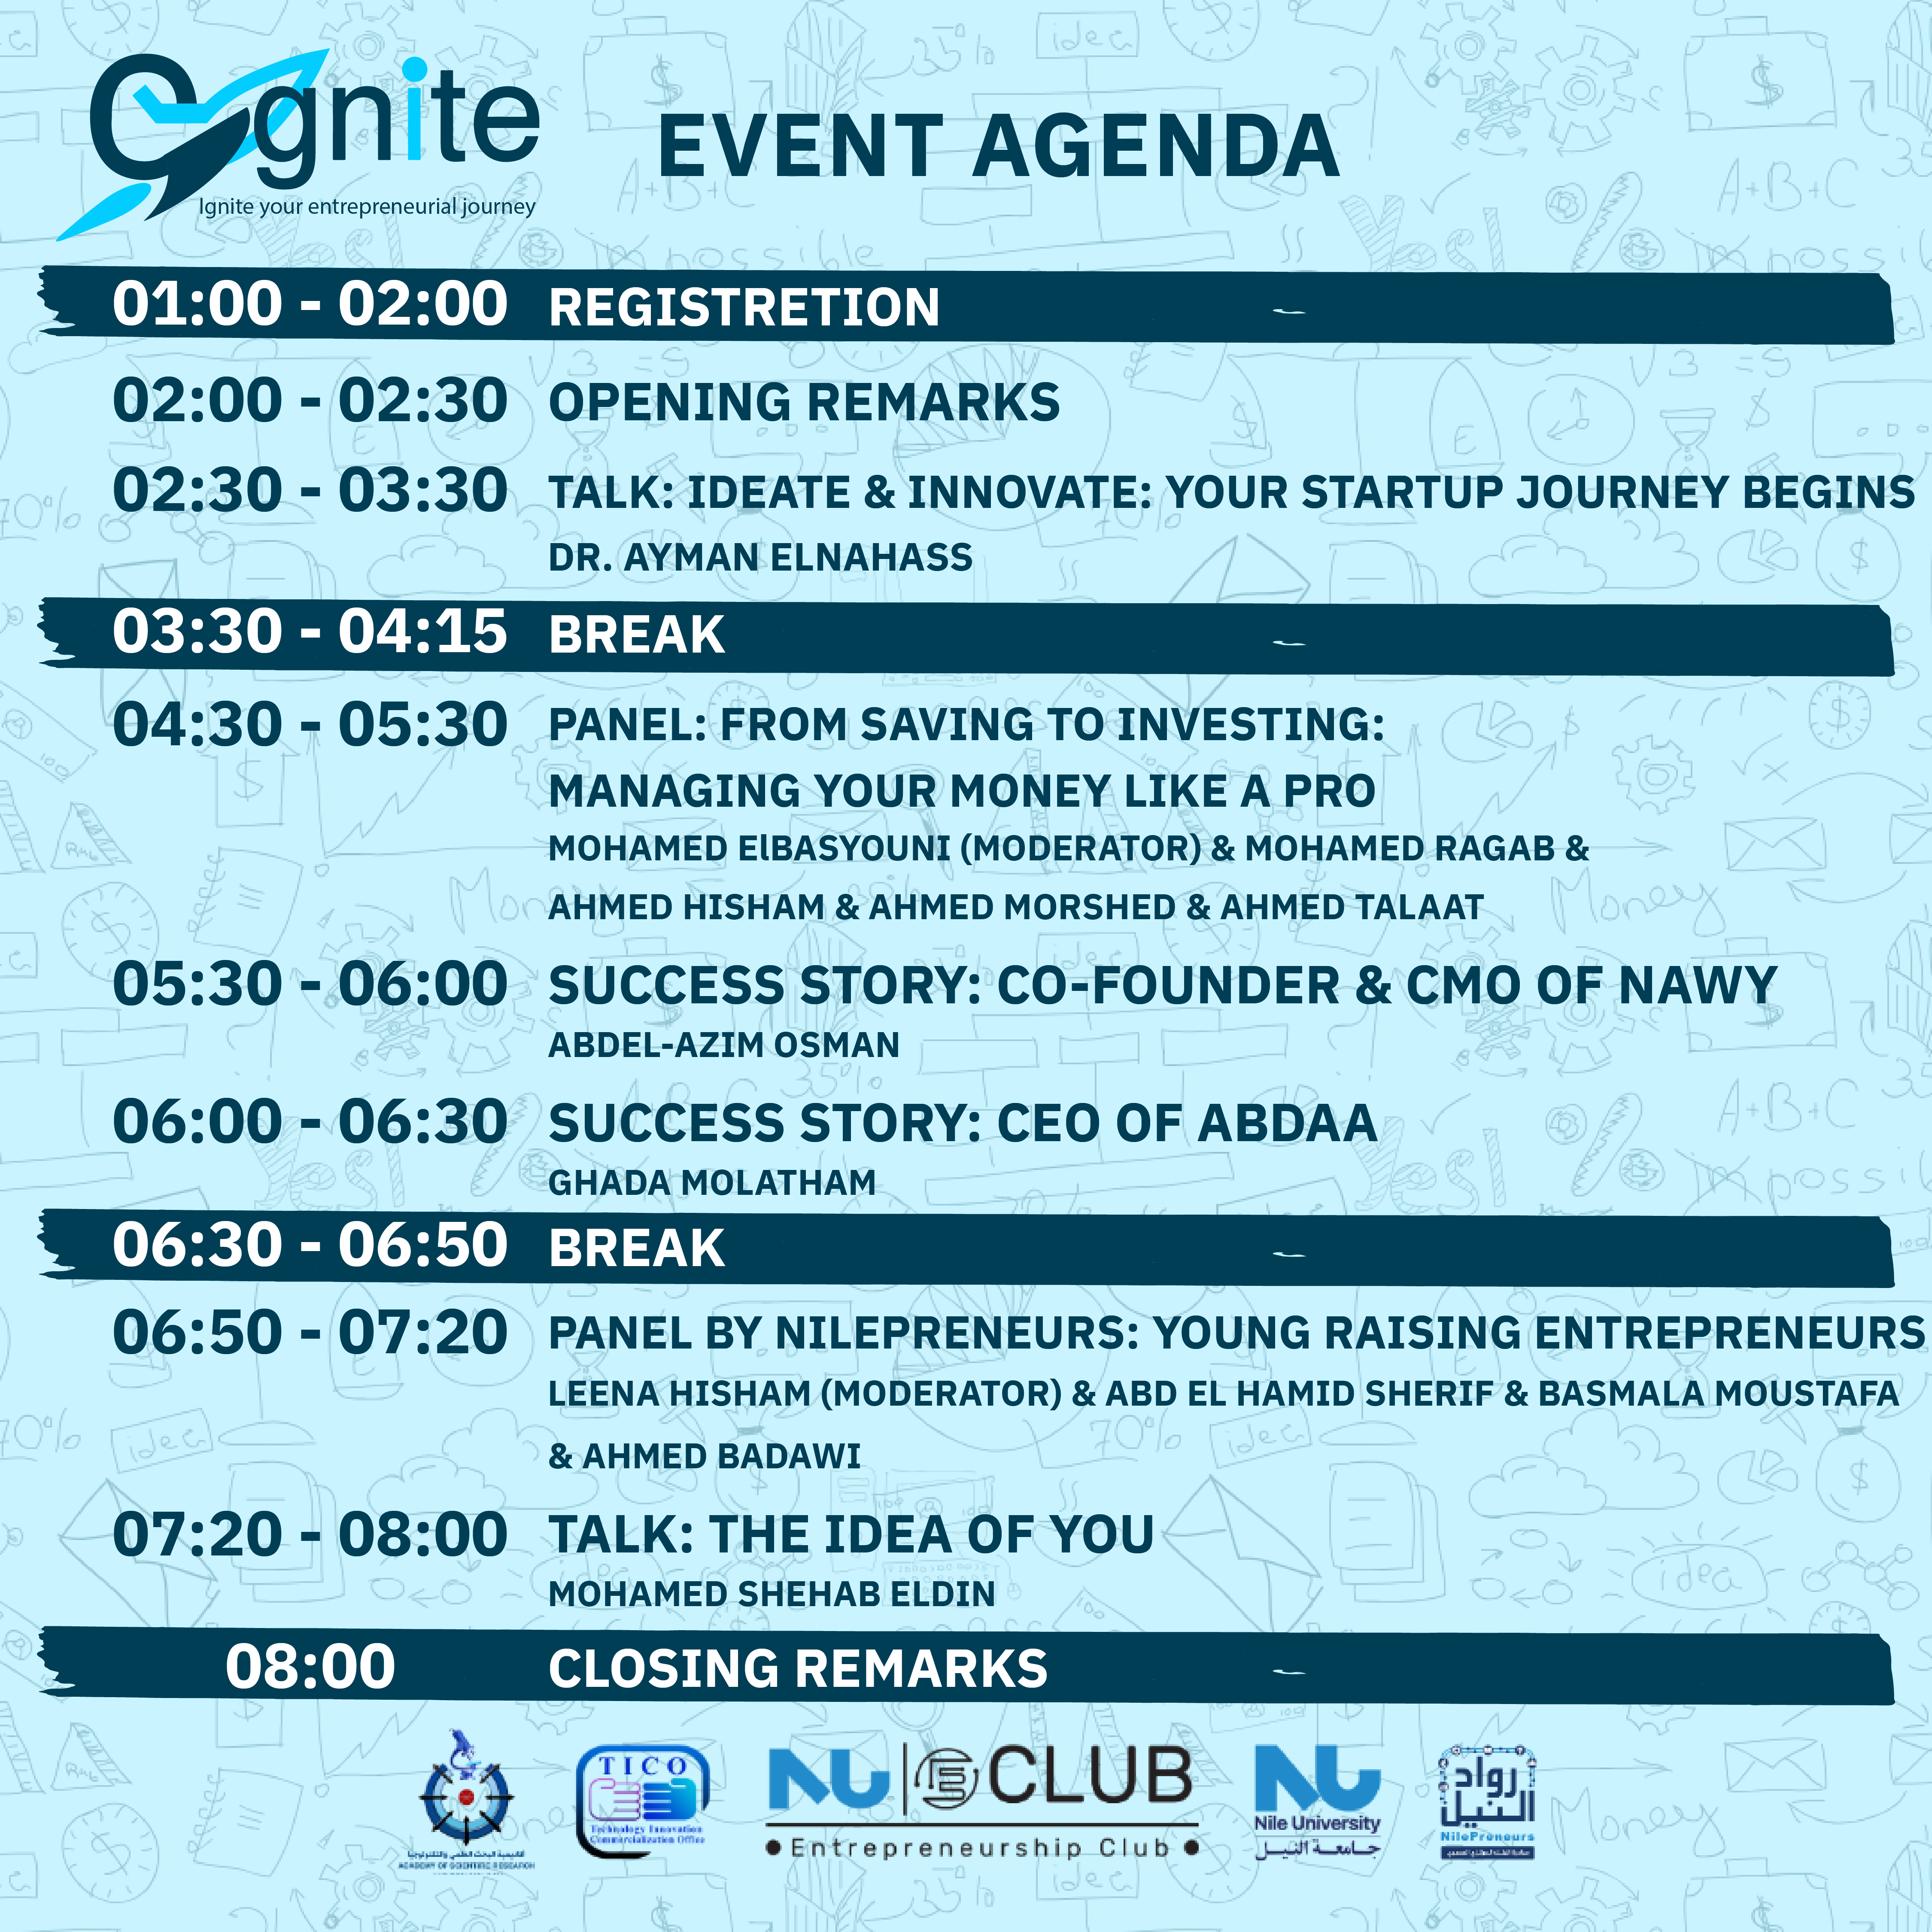 Ignite
Ignite your entrepreneurial journey
EVENT AGENDA
01:00 - 02:00 REGISTRETION
02:00 - 02:30 OPENING REMARKS
02:30 - 03:30 TALK: IDEATE & INNOVATE: YOUR STARTUP JOURNEY BEGINS
DR. AYMAN ELNAHASS
03:30 - 04:15 BREAK
04:30 - 05:30 PANEL: FROM SAVING TO INVESTING:
MANAGING YOUR MONEY LIKE A PRO
MOHAMED ElBASYOUNI (MODERATOR) & MOHAMED RAGAB &
AHMED HISHAM & AHMED MORSHED & AHMED TALAAT
05:30 - 06:00 SUCCESS STORY: CO-FOUNDER & CMO OF NAWY
ABDEL-AZIM OSMAN
06:00 - 06:30 SUCCESS STORY: CEO OF ABDAA
GHADA MOLATHAM
06:30 - 06:50 BREAK
06:50 - 07:20 PANEL BY NILEPRENEURS: YOUNG RAISING ENTREPRENEURS
LEENA HISHAM (MODERATOR) & ABD EL HAMID SHERIF & BASMALA MOUSTAFA
& AHMED BADAWI
07:20 - 08:00 TALK: THE IDEA OF YOU
MOHAMED SHEHAB ELDIN
08:00 CLOSING REMARKS
أكاديمية البحث العلمي والتكنولوجيا
ACADEMY OF SCIENTIFIC RESEARCH
TICO
Technology Innovation
Commercialization Office
NU CLUB
Entrepreneurship Club
NU
Nile University
جامعة النيل
رواد
النيل
NilePreneurs